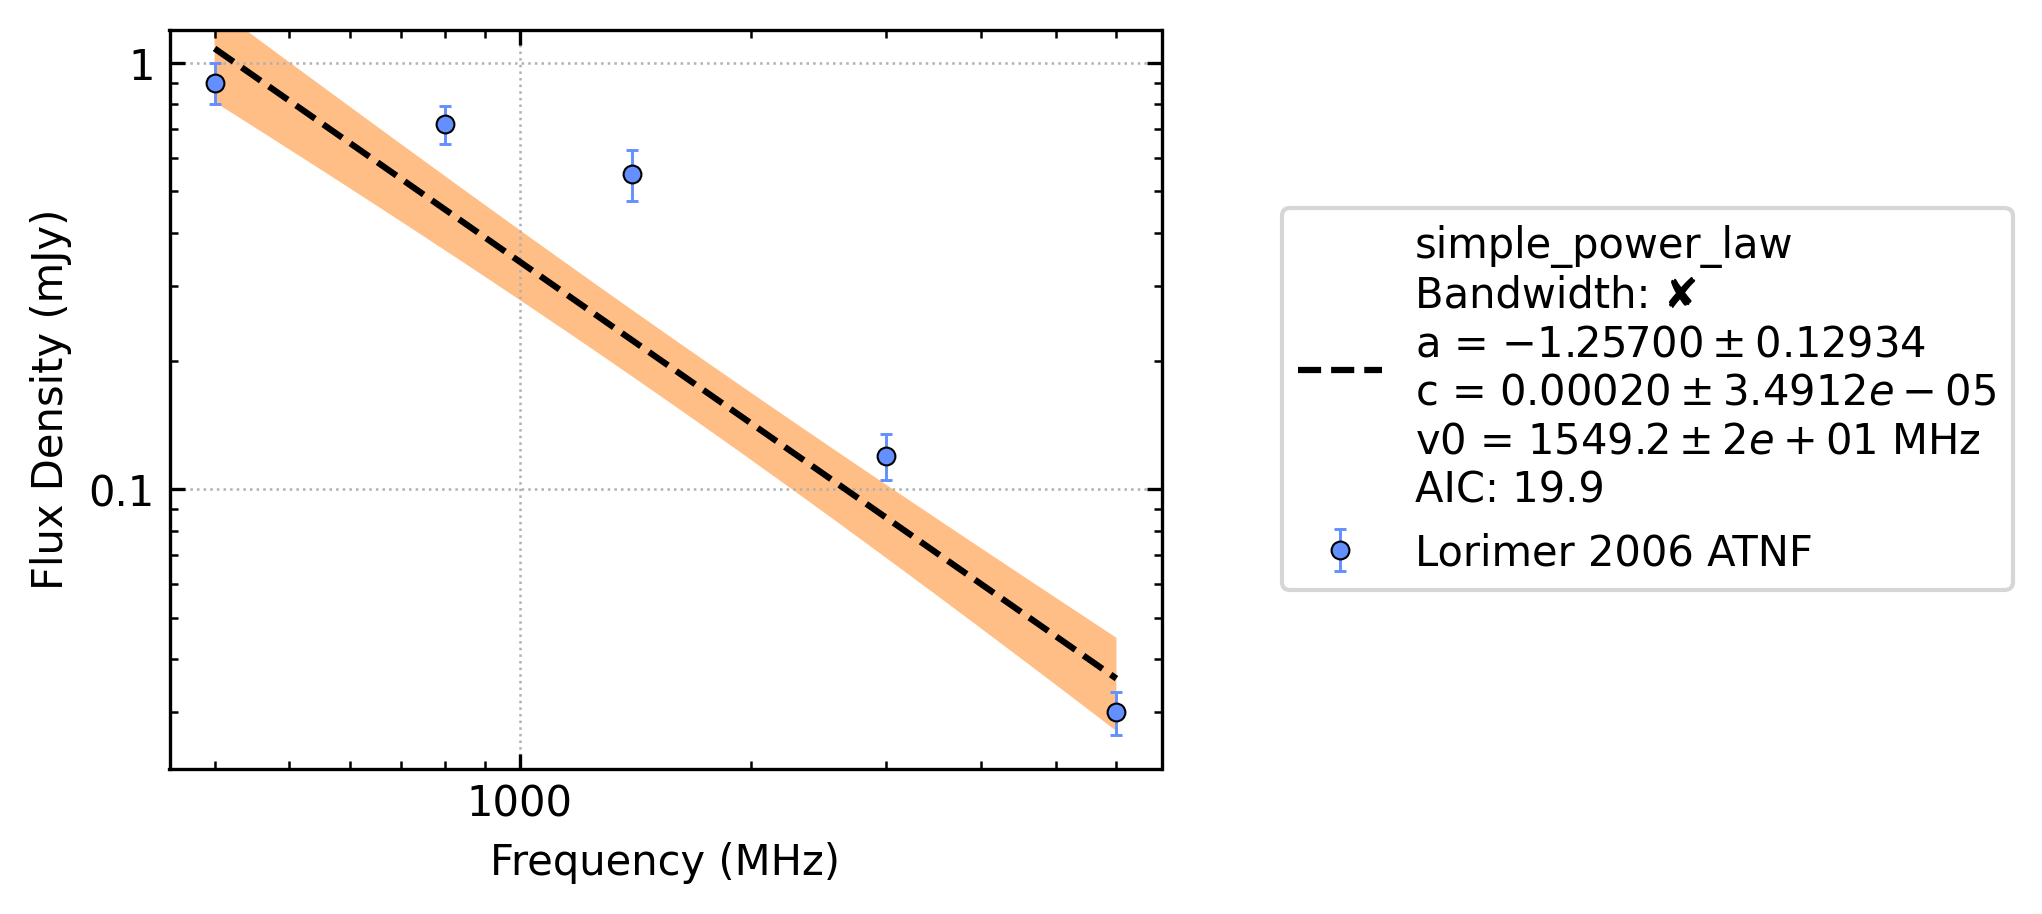 1
0.1
Flux Density (mJy)
1000
Frequency (MHz)
simple_power_law
Bandwidth: ✘
a = −1.25700 ± 0.12934
c = 0.00020 ± 3.4912e − 05
v0 = 1549.2 ± 2e + 01 MHz
AIC: 19.9
Lorimer 2006 ATNF